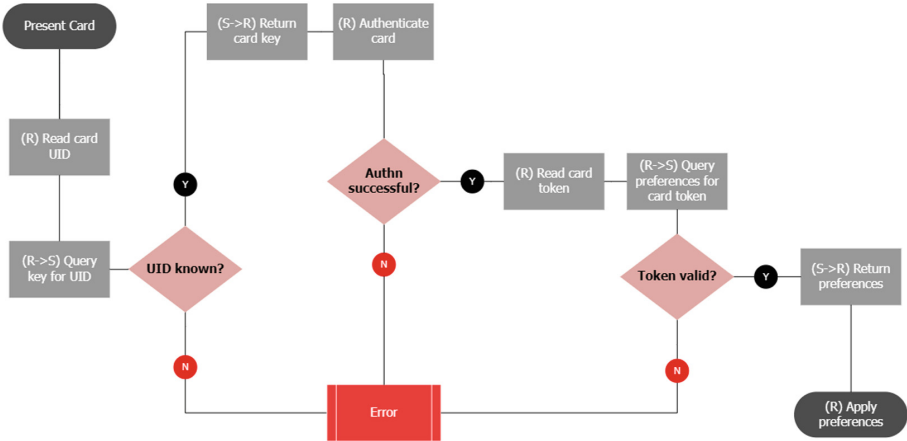 Present Card
(R) Read card
UID
(R->S) Query
key for UID
UID known?
Y
N
(S->R) Return
card key
(R) Authenticate
card
Authn
successful?
Y
N
(R) Read card
token
(R->S) Query
preferences for
card token
Token valid?
Y
N
(S->R) Return
preferences
(R) Apply
preferences
Error